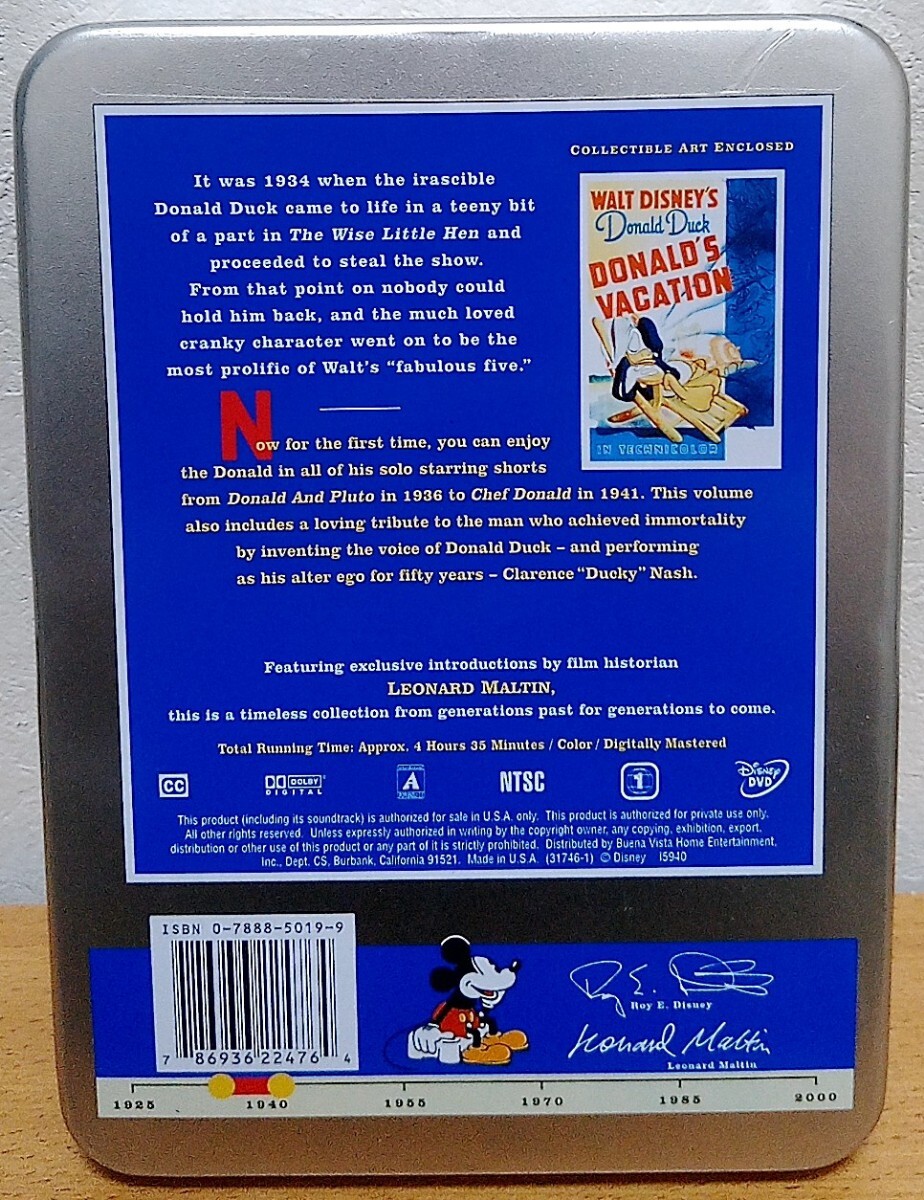 COLLECTIBLE ART ENCLOSED
It was 1934 when the irascible
Donald Duck came to life in a teeny bit
of a part in The Wise Little Hen and
proceeded to steal the show.
From that point on nobody could
hold him back, and the much loved
cranky character went on to be the
most prolific of Walt's "fabulous five."
WALT DISNEY'S
Donald Duck
DONALD'S
VACATION
IN TECHNICOLOR
Now for the first time, you can enjoy
the Donald in all of his solo starring shorts
from Donald And Pluto in 1936 to Chef Donald in 1941. This volume
also includes a loving tribute to the man who achieved immortality
by inventing the voice of Donald Duck – and performing
as his alter ego for fifty years – Clarence "Ducky" Nash.
Featuring exclusive introductions by film historian
LEONARD MALTIN,
this is a timeless collection from generations past for generations to come.
Total Running Time: Approx. 4 Hours 35 Minutes / Color / Digitally Mastered
CC DOLBY DIGITAL A NTSC 1 DISNEY DVD
This product (including its soundtrack) is authorized for sale in U.S.A. only. This product is authorized for private use only.
All other rights reserved. Unless expressly authorized in writing by the copyright owner, any copying, exhibition, export,
distribution or other use of this product or any part of it is strictly prohibited. Distributed by Buena Vista Home Entertainment,
Inc., Dept. CS, Burbank, California 91521. Made in U.S.A. (31746-1) © Disney 15940
ISBN 0-7888-5019-9
7 86936 22476 4
Roy E. Disney
Roy E. Disney
Leonard Maltin
Leonard Maltin
1925 1940 1955 1970 1985 2000